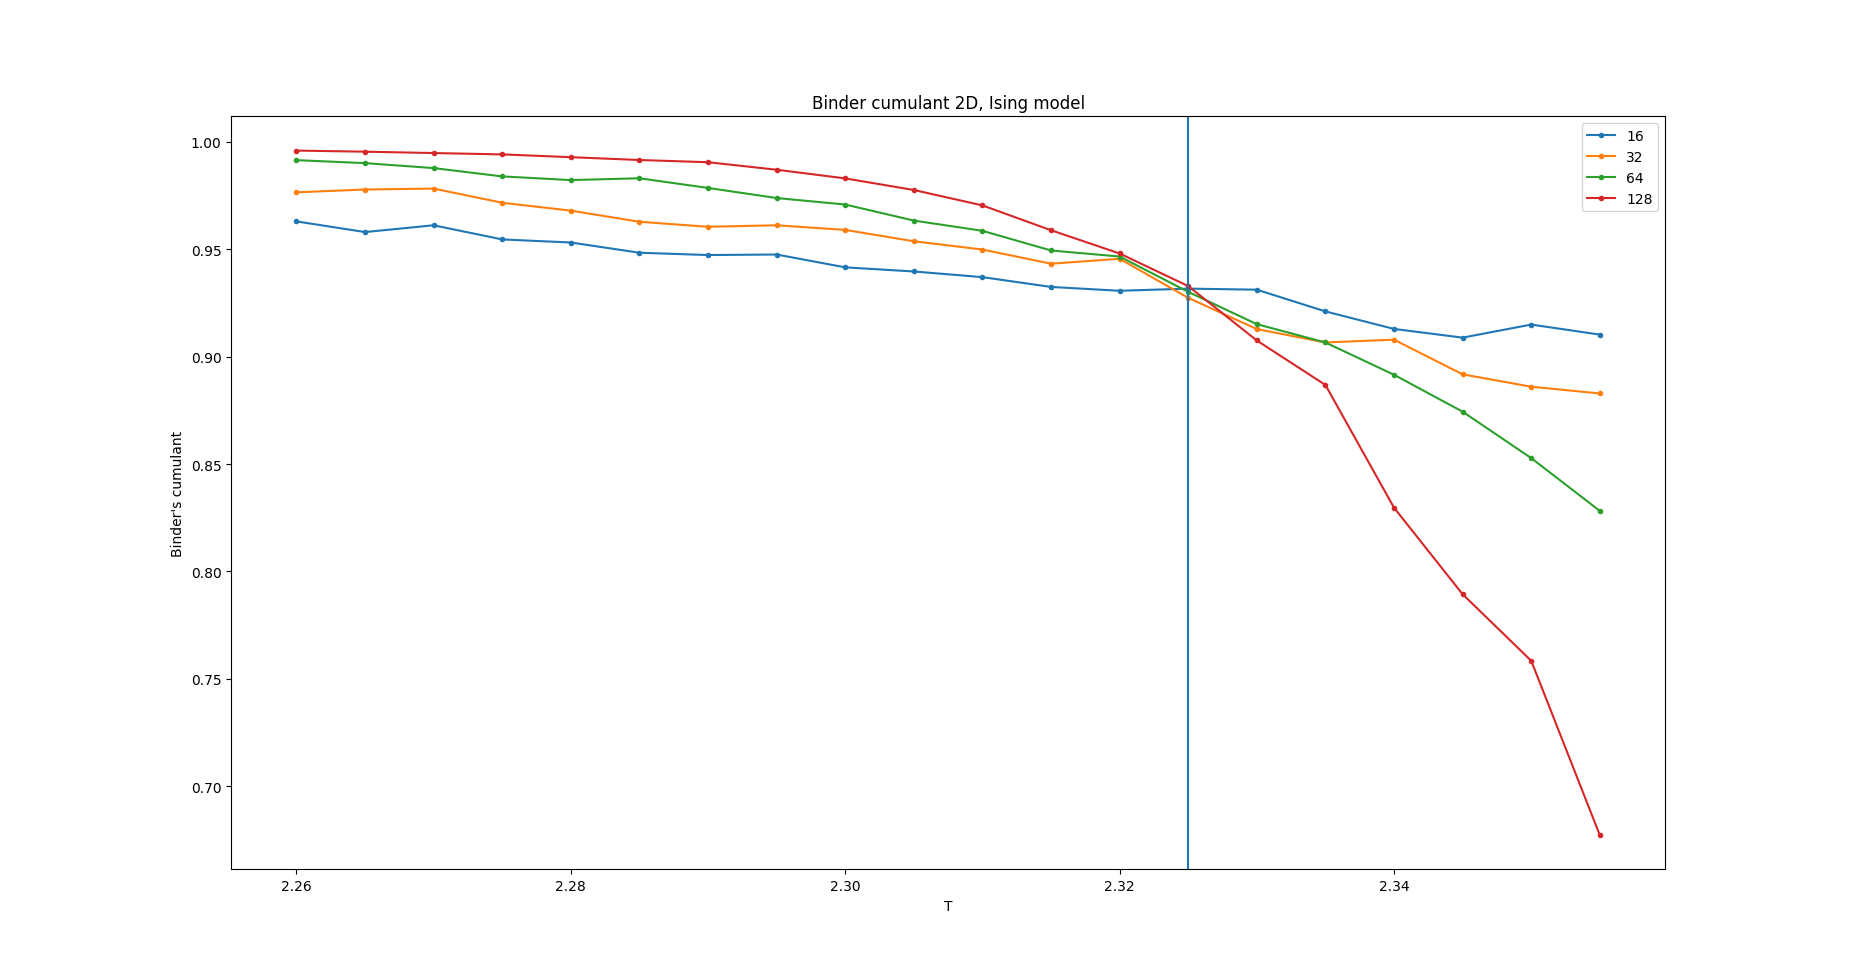 Binder cumulant 2D, Ising model
16
32
64
128
1.00
0.95
0.90
0.85
0.80
0.75
0.70
Binder's cumulant
2.26 2.28 2.30 2.32 2.34
T